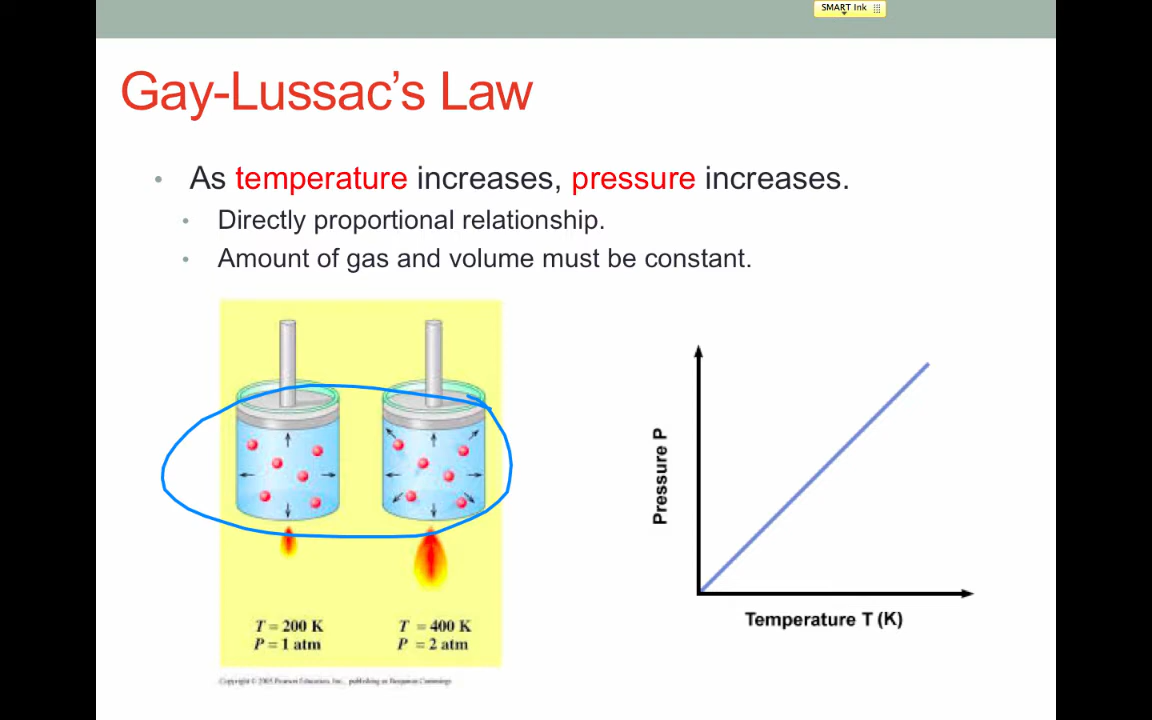 SMART Ink
Gay-Lussac’s Law
• As temperature increases, pressure increases.
• Directly proportional relationship.
• Amount of gas and volume must be constant.
T = 200 K
P = 1 atm
T = 400 K
P = 2 atm
Copyright © 2005 Pearson Education, Inc., publishing as Benjamin Cummings
Pressure P
Temperature T (K)